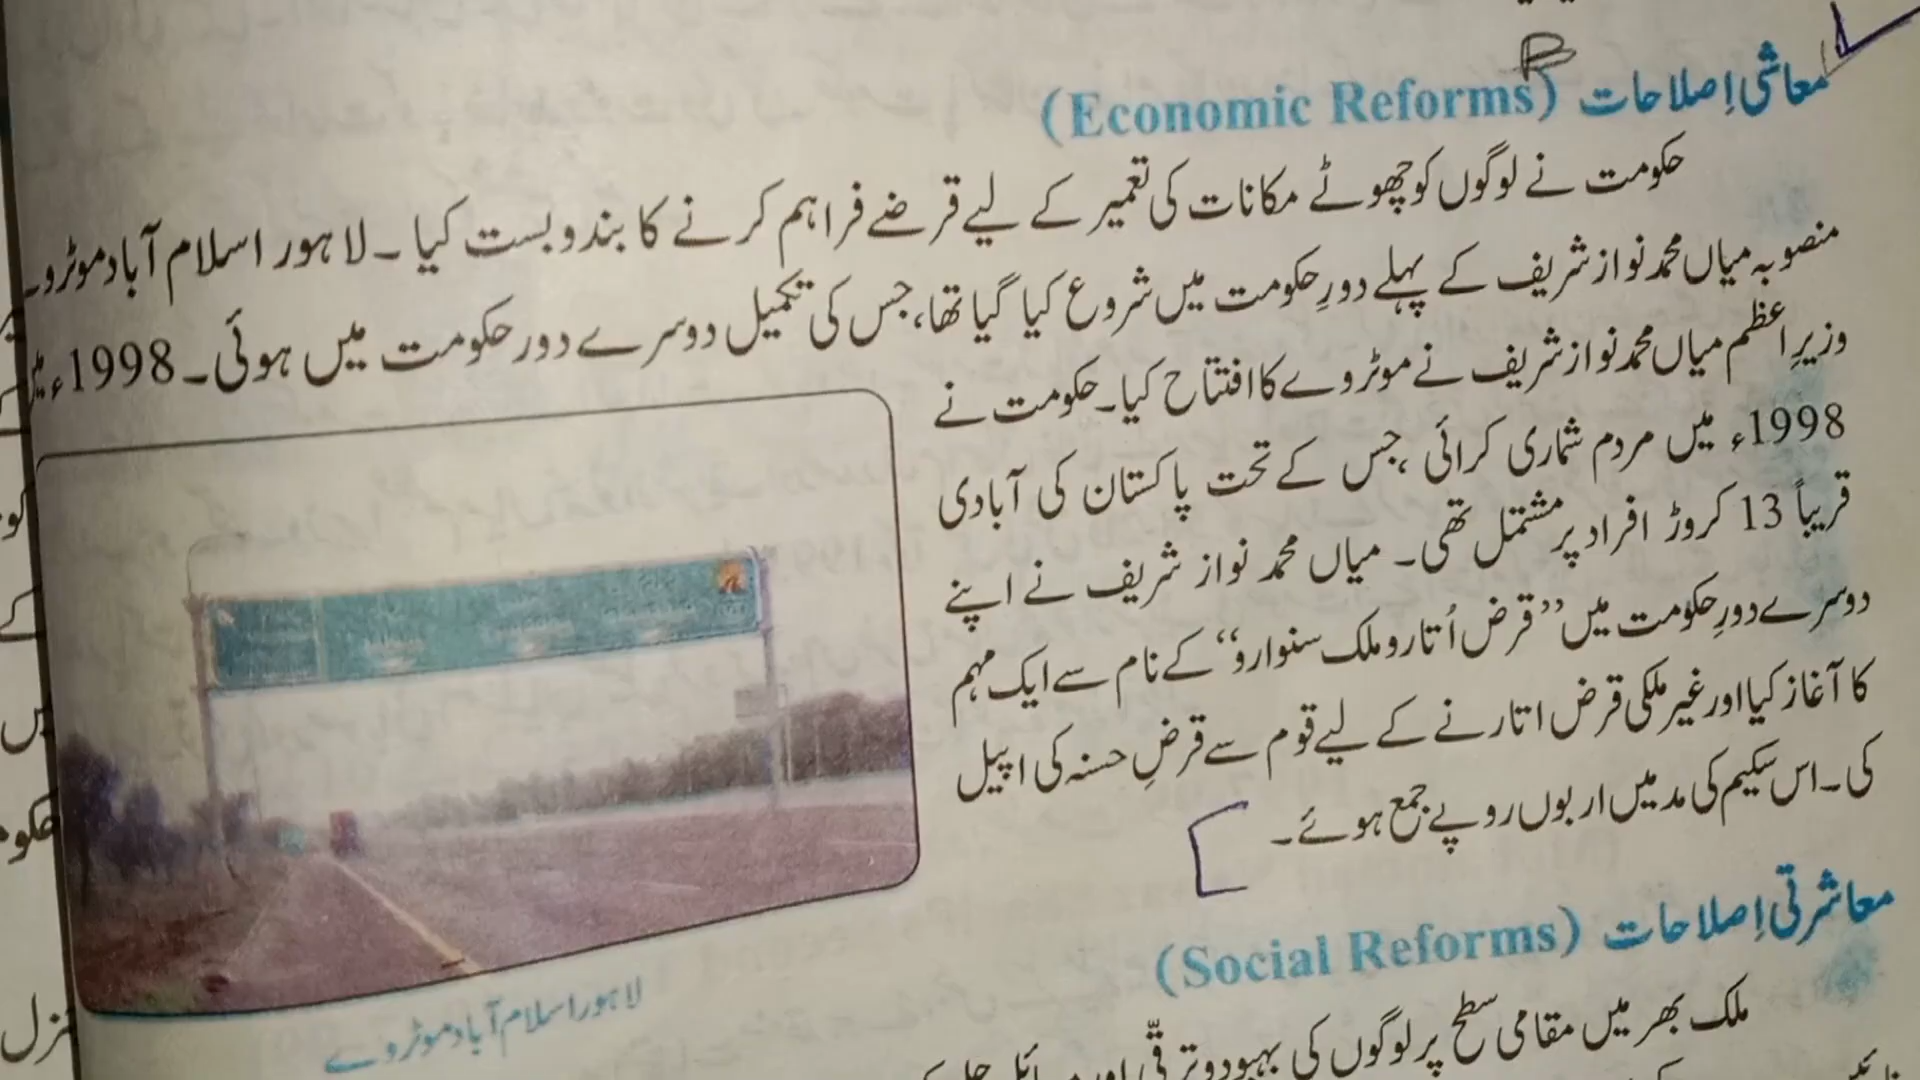 معاشی اِصلاحات (Economic Reforms)
حکومت نے لوگوں کو چھوٹے مکانات کی تعمیر کے لیے قرضے فراہم کرنے کا بندوبست کیا۔ لاہور اسلام آباد موٹرو۔
منصوبہ میاں محمد نواز شریف کے پہلے دورِ حکومت میں شروع کیا گیا تھا، جس کی تکمیل دوسرے دور حکومت میں ہوئی۔ 1998ء میں
وزیرِ اعظم میاں محمد نواز شریف نے موٹروے کا افتتاح کیا۔ حکومت نے
1998ء میں مردم شماری کرائی ،جس کے تحت پاکستان کی آبادی
قریباً 13 کروڑ افراد پر مشتمل تھی۔ میاں محمد نواز شریف نے اپنے
دوسرے دورِ حکومت میں ’’قرض اُتارو ملک سنوارو‘‘ کے نام سے ایک مہم
کا آغاز کیا اور غیر ملکی قرض اتارنے کے لیے قوم سے قرضِ حسنہ کی اپیل
کی۔ اس سکیم کی مد میں اربوں روپے جمع ہوئے۔
لاہور اسلام آباد موٹروے
معاشرتی اِصلاحات (Social Reforms)
ملک بھر میں مقامی سطح پر لوگوں کی بہبود و ترقّی اور